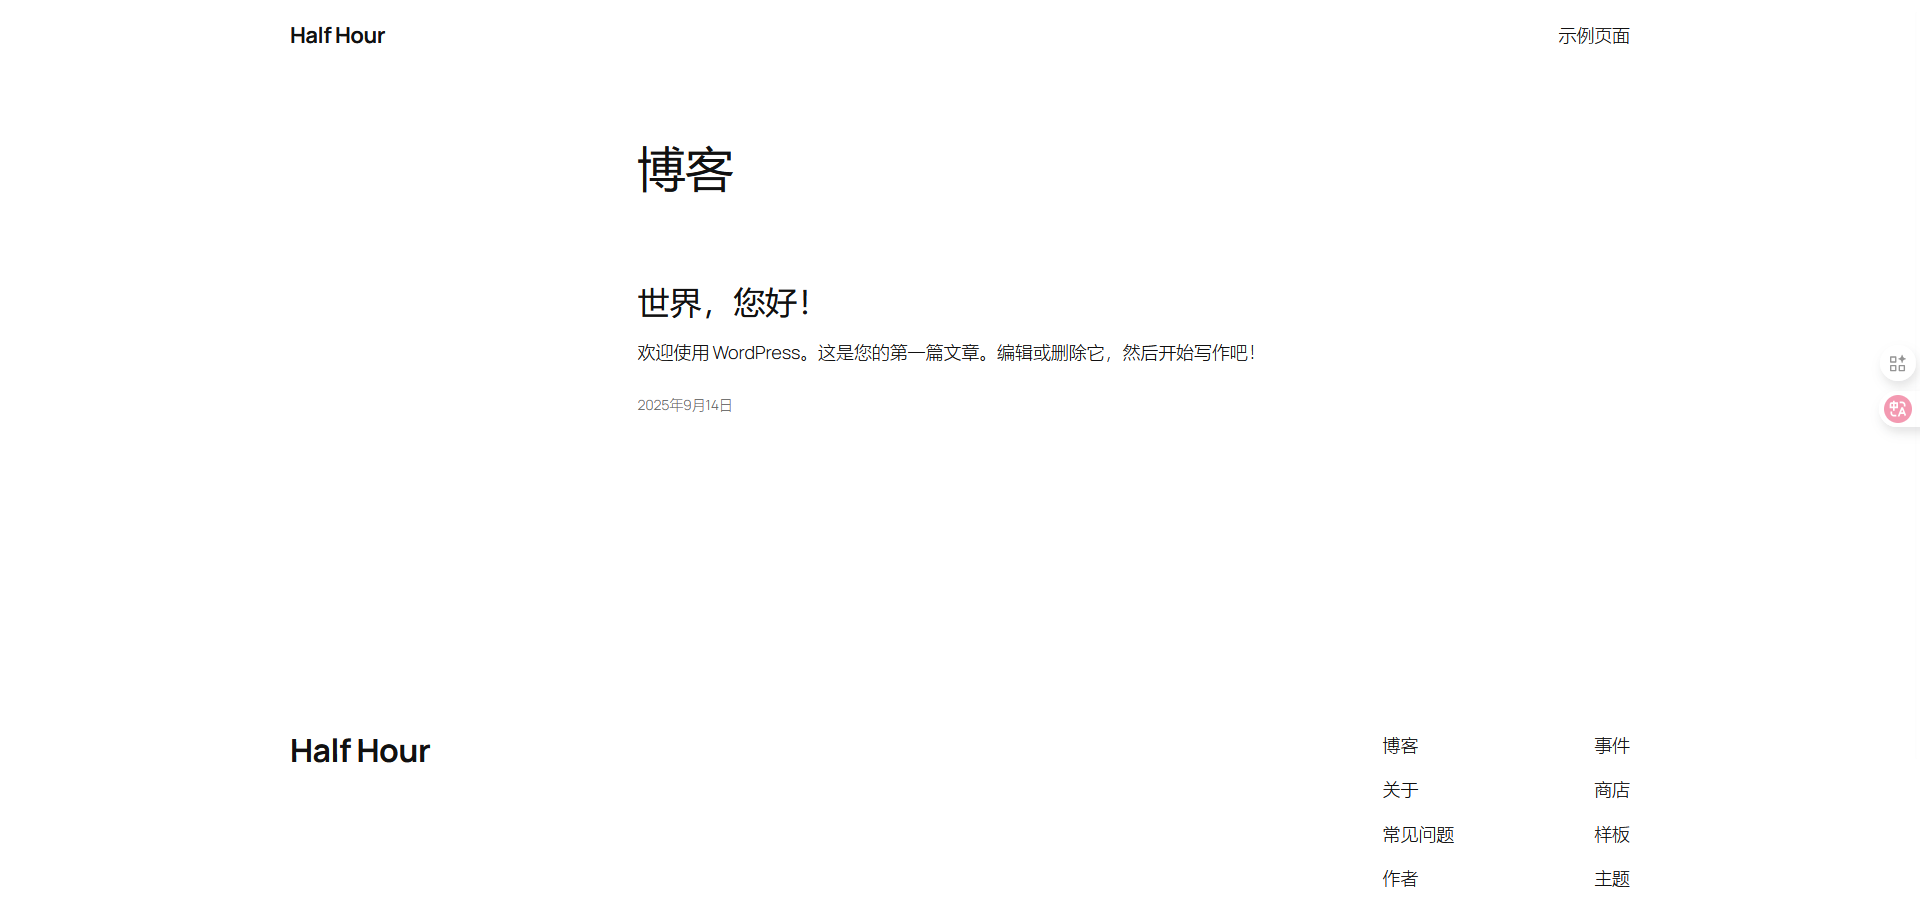 Half Hour
示例页面
博客
世界，您好！
欢迎使用 WordPress。这是您的第一篇文章。编辑或删除它，然后开始写作吧！
2025年9月14日
中A
Half Hour
博客
事件
关于
商店
常见问题
样板
作者
主题